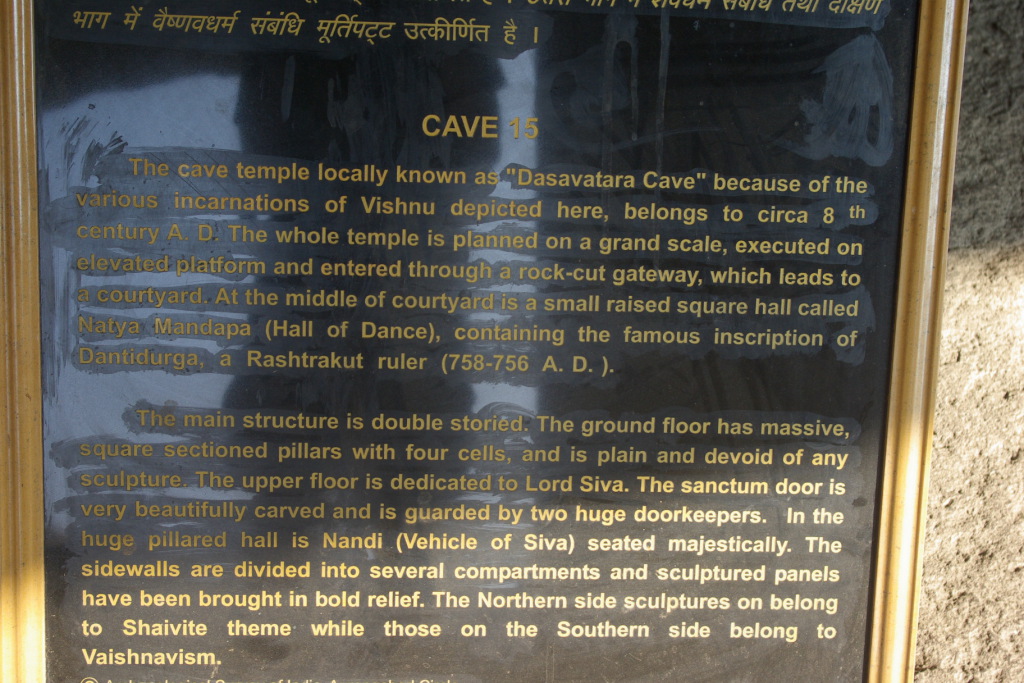 भाग में वैष्णवधर्म संबंधि मूर्तिपट्ट उत्कीर्णित है ।
CAVE 15
The cave temple locally known as "Dasavatara Cave" because of the
various incarnations of Vishnu depicted here, belongs to circa 8 th
century A. D. The whole temple is planned on a grand scale, executed on
elevated platform and entered through a rock-cut gateway, which leads to
a courtyard. At the middle of courtyard is a small raised square hall called
Natya Mandapa (Hall of Dance), containing the famous inscription of
Dantidurga, a Rashtrakut ruler (758-756 A. D. ).
The main structure is double storied. The ground floor has massive,
square sectioned pillars with four cells, and is plain and devoid of any
sculpture. The upper floor is dedicated to Lord Siva. The sanctum door is
very beautifully carved and is guarded by two huge doorkeepers. In the
huge pillared hall is Nandi (Vehicle of Siva) seated majestically. The
sidewalls are divided into several compartments and sculptured panels
have been brought in bold relief. The Northern side sculptures on belong
to Shaivite theme while those on the Southern side belong to
Vaishnavism.